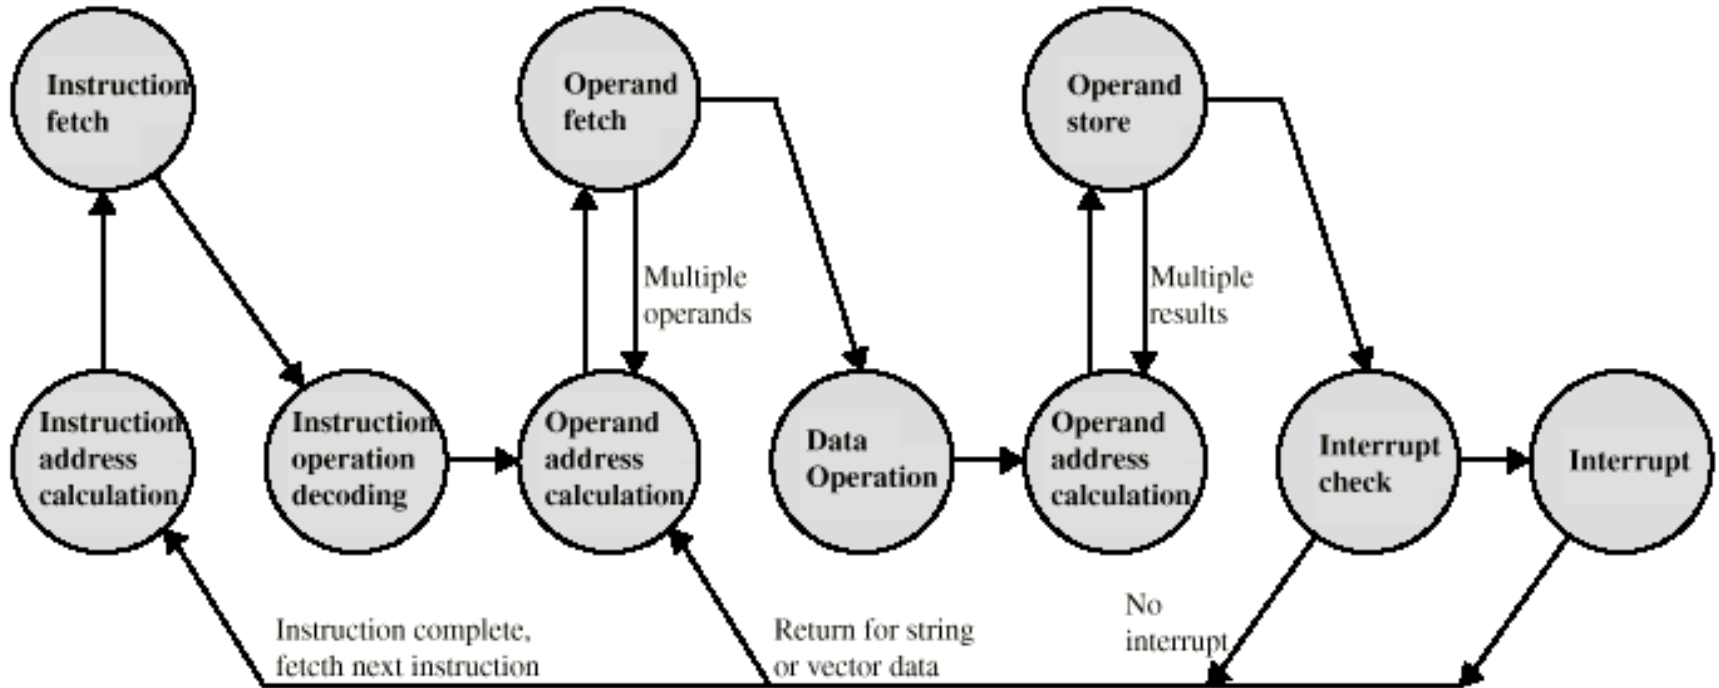 Instruction
fetch
Operand
fetch
Operand
store
Multiple
operands
Multiple
results
Instruction
address
calculation
Instruction
operation
decoding
Operand
address
calculation
Data
Operation
Operand
address
calculation
Interrupt
check
Interrupt
Instruction complete,
fetcth next instruction
Return for string
or vector data
No
interrupt